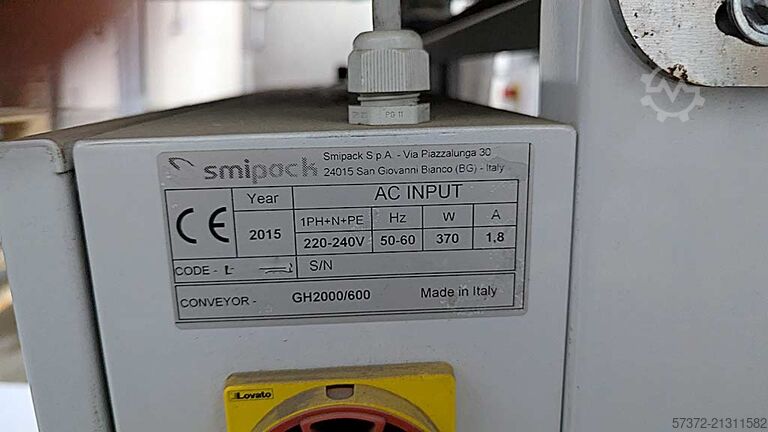 PG 11
smipack
Smipack S.p.A. - Via Piazzalunga 30
24015 San Giovanni Bianco (BG) - Italy
CE
Year
AC INPUT
2015
1PH+N+PE Hz W A
220-240V 50-60 370 1,8
CODE -
S/N
CONVEYOR - GH2000/600 Made in Italy
Lovato
57372-21311582